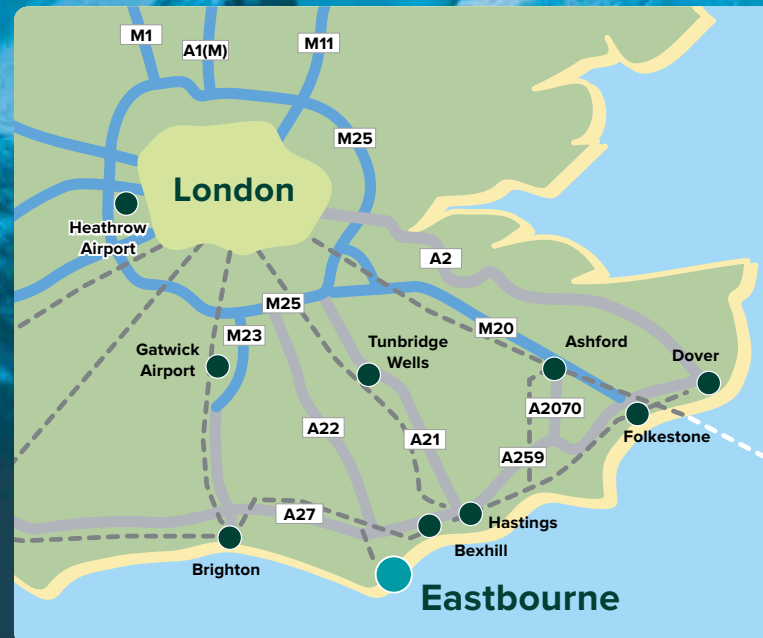 M1
A1(M)
M11
M25
London
Heathrow
Airport
A2
M25
M23
M20
Gatwick
Airport
Tunbridge
Wells
Ashford
Dover
A22
A21
A2070
Folkestone
A259
A27
Hastings
Bexhill
Brighton
Eastbourne